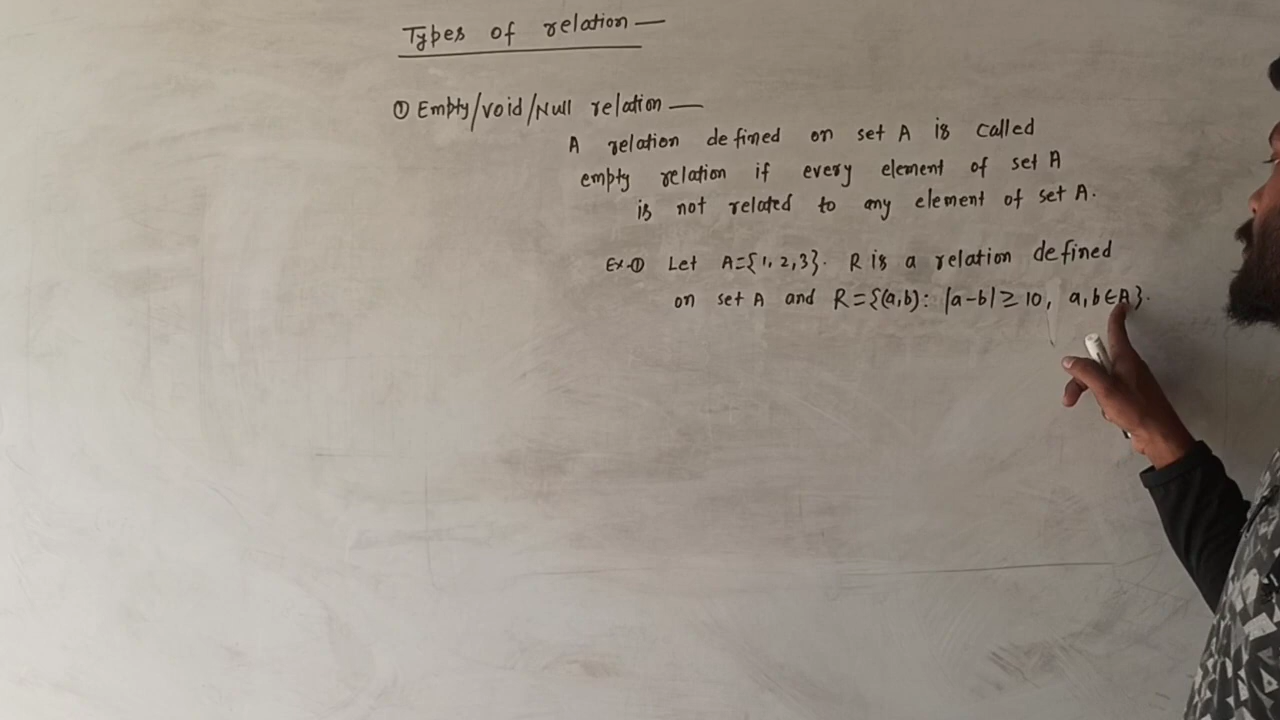 Types of relation —
① Empty/void/Null relation —
A relation defined on set A is called
empty relation if every element of set A
is not related to any element of set A.
Ex-① Let A={1, 2, 3}. R is a relation defined
on set A and R={(a,b): |a-b| ≥ 10, a,b∈A}.